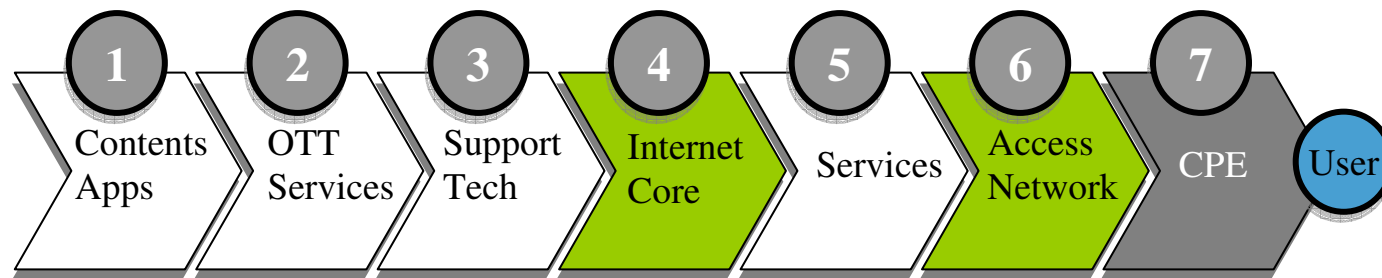 1
Contents
Apps
2
OTT
Services
3
Support
Tech
4
Internet
Core
5
Services
6
Access
Network
7
CPE
User